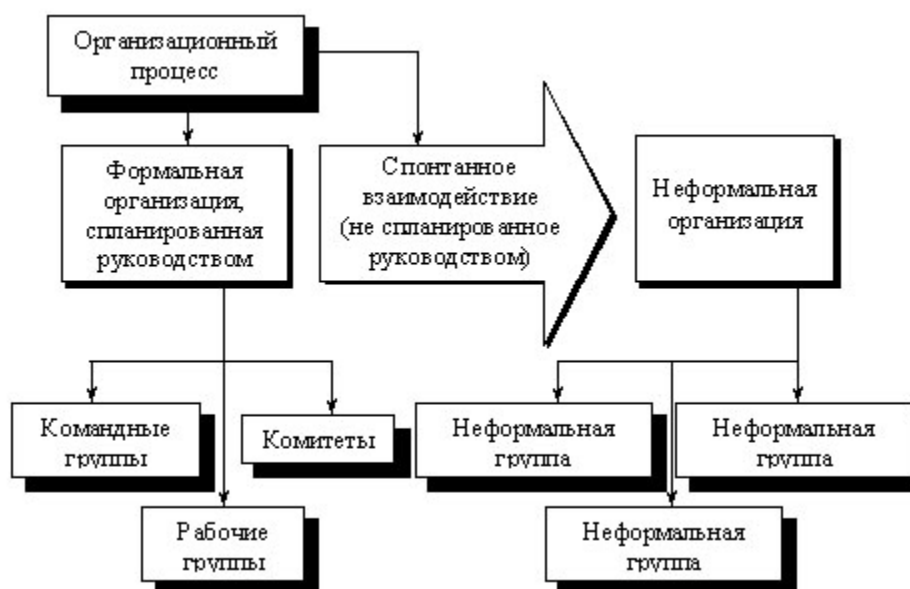 Организационный
процесс
Формальная
организация,
спланированная
руководством
Спонтанное
взаимодействие
(не спланированное
руководством)
Неформальная
организация
Командные
группы
Комитеты
Неформальная
группа
Неформальная
группа
Рабочие
группы
Неформальная
группа